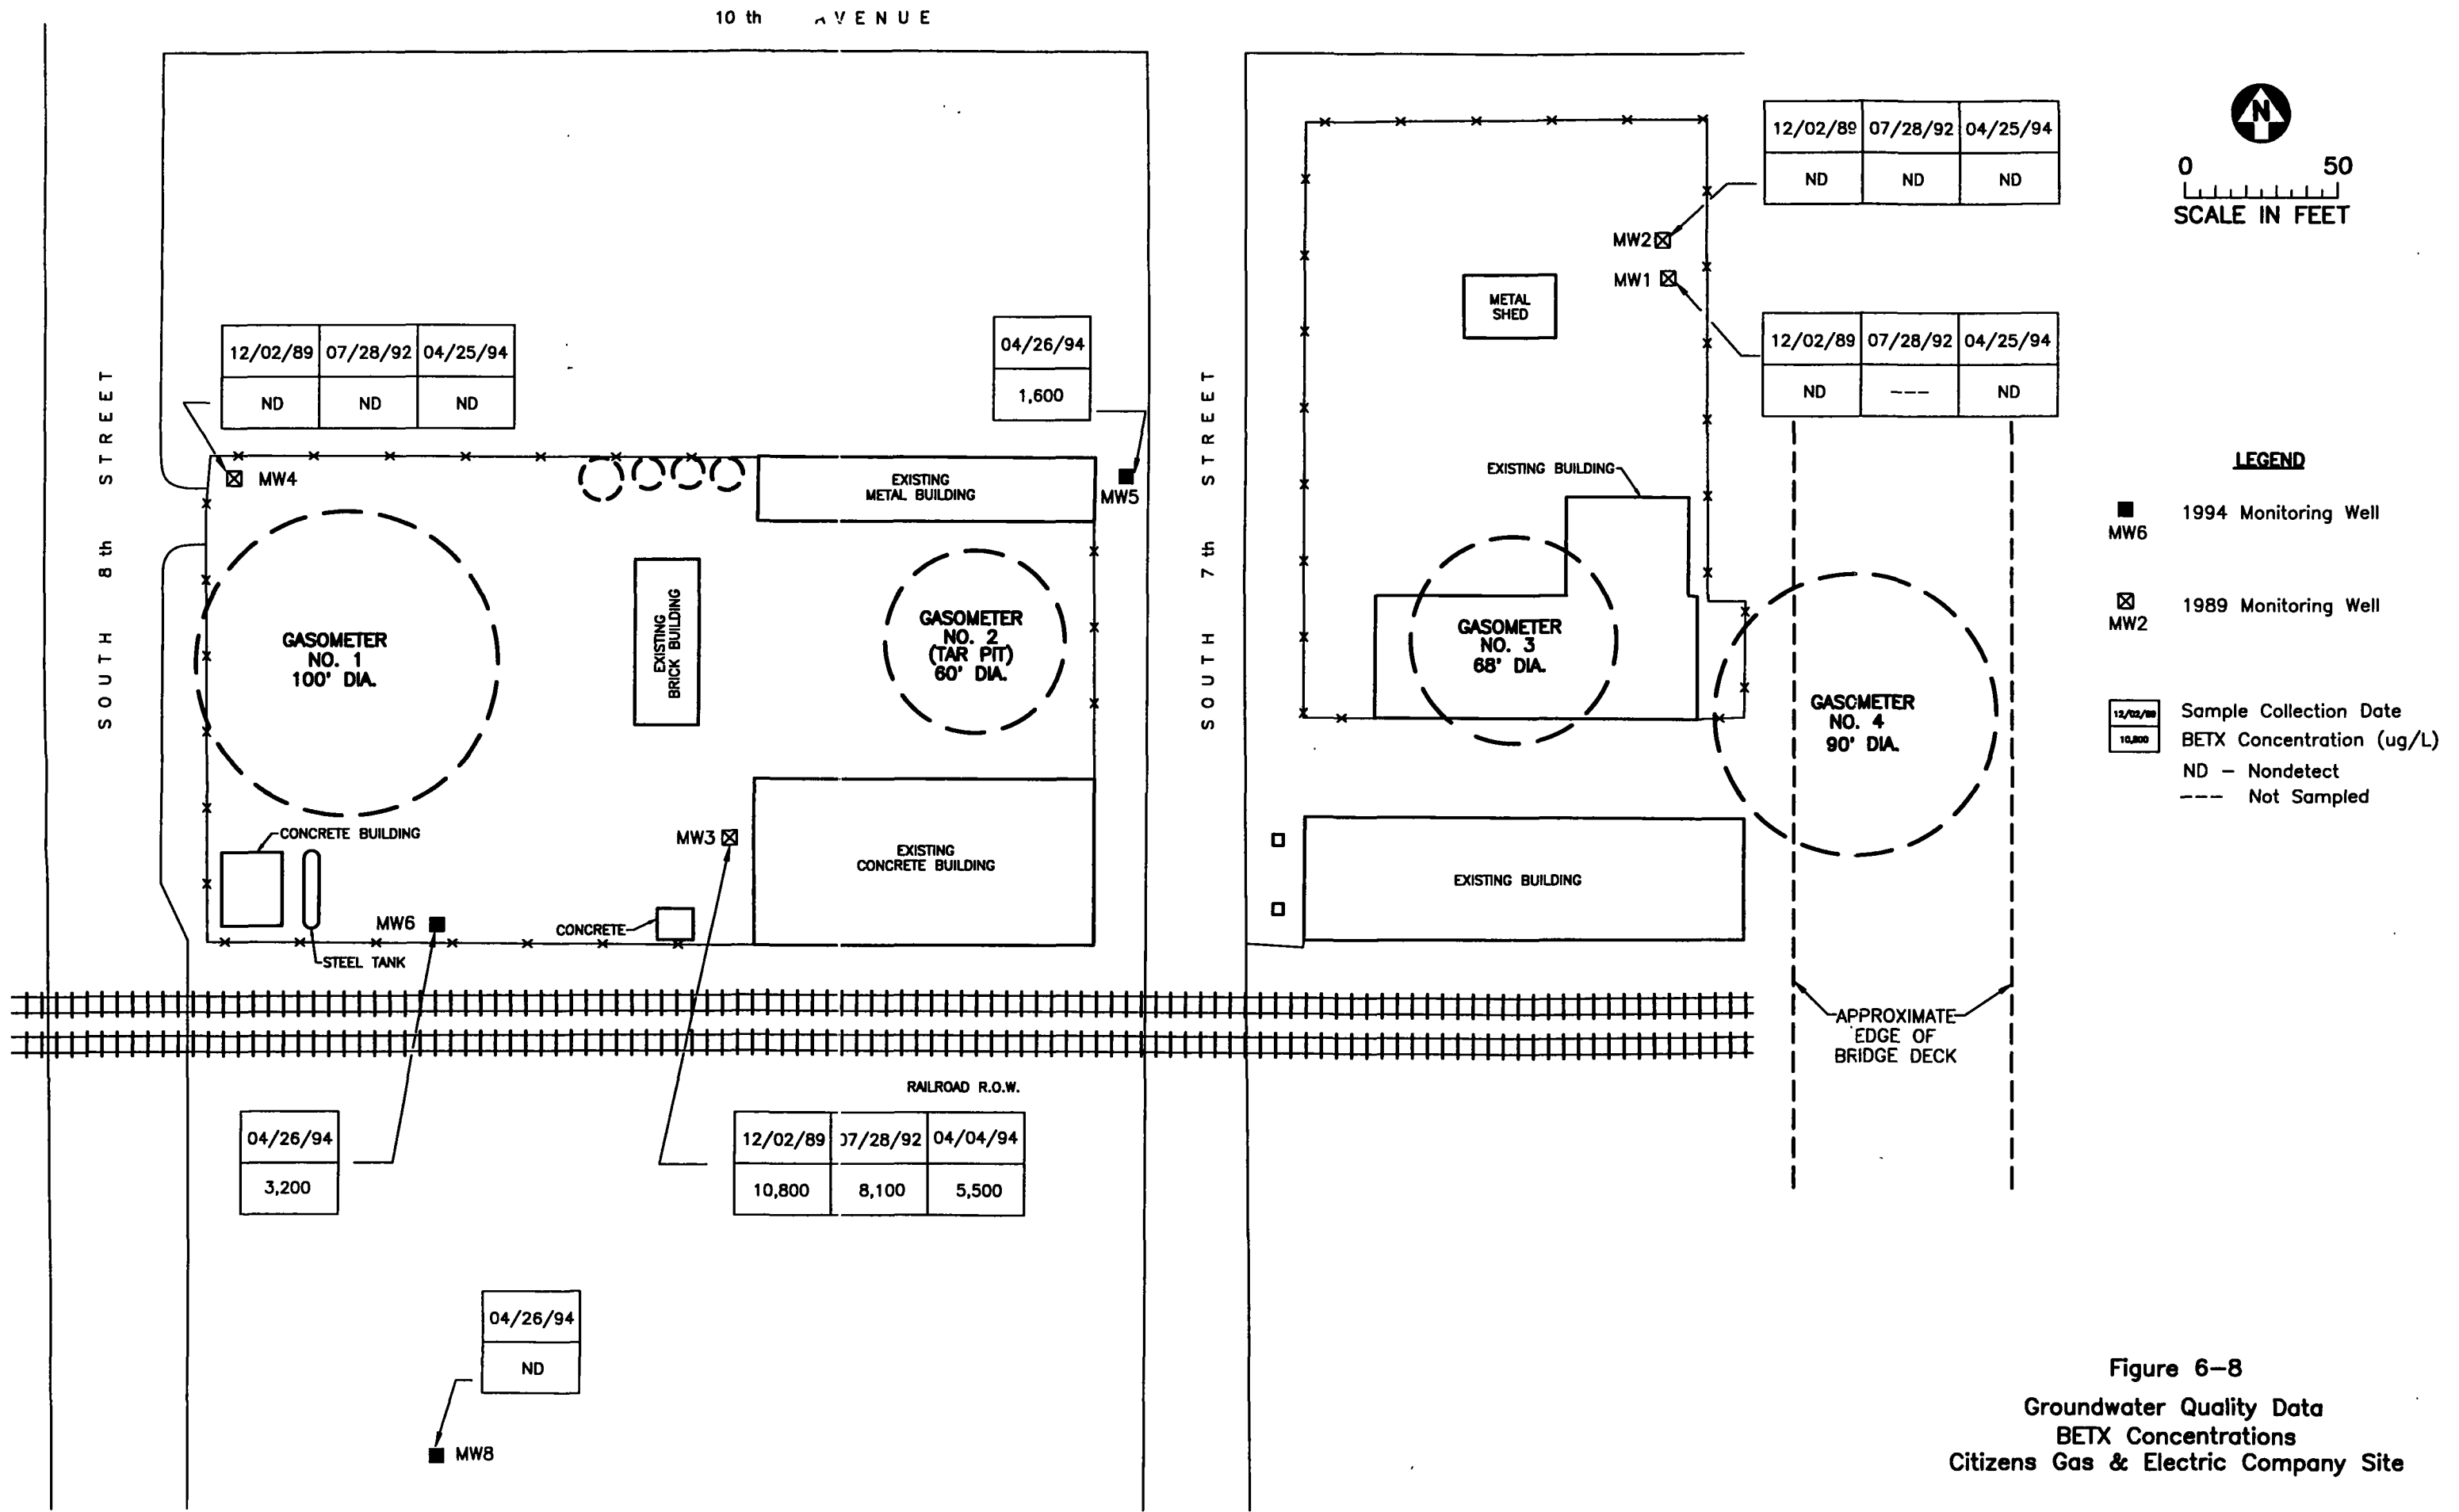 10 th AVENUE
12/02/89 07/28/92 04/25/94
ND ND ND
N
0 50
SCALE IN FEET
MW2
MW1
METAL
SHED
12/02/89 07/28/92 04/25/94
ND --- ND
12/02/89 07/28/92 04/25/94
ND ND ND
04/26/94
1,600
SOUTH 8th STREET
SOUTH 7th STREET
MW4
EXISTING
METAL BUILDING
MW5
EXISTING BUILDING
LEGEND
MW6 1994 Monitoring Well
MW2 1989 Monitoring Well
12/02/89 Sample Collection Date
10,800 BETX Concentration (ug/L)
ND – Nondetect
--- Not Sampled
GASOMETER
NO. 1
100' DIA.
EXISTING
BRICK BUILDING
GASOMETER
NO. 2
(TAR PIT)
60' DIA.
GASOMETER
NO. 3
68' DIA.
GASOMETER
NO. 4
90' DIA.
CONCRETE BUILDING
MW3
EXISTING
CONCRETE BUILDING
EXISTING BUILDING
MW6
CONCRETE
STEEL TANK
APPROXIMATE
EDGE OF
BRIDGE DECK
RAILROAD R.O.W.
04/26/94
3,200
12/02/89 07/28/92 04/04/94
10,800 8,100 5,500
04/26/94
ND
MW8
Figure 6-8
Groundwater Quality Data
BETX Concentrations
Citizens Gas & Electric Company Site